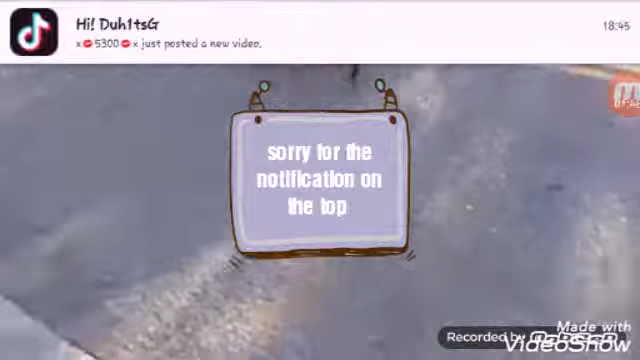 Hi! Duh1tsG
18:45
x💋5300💋x just posted a new video.
sorry for the
notification on
the top
Recorded by
Made with
VideoShow